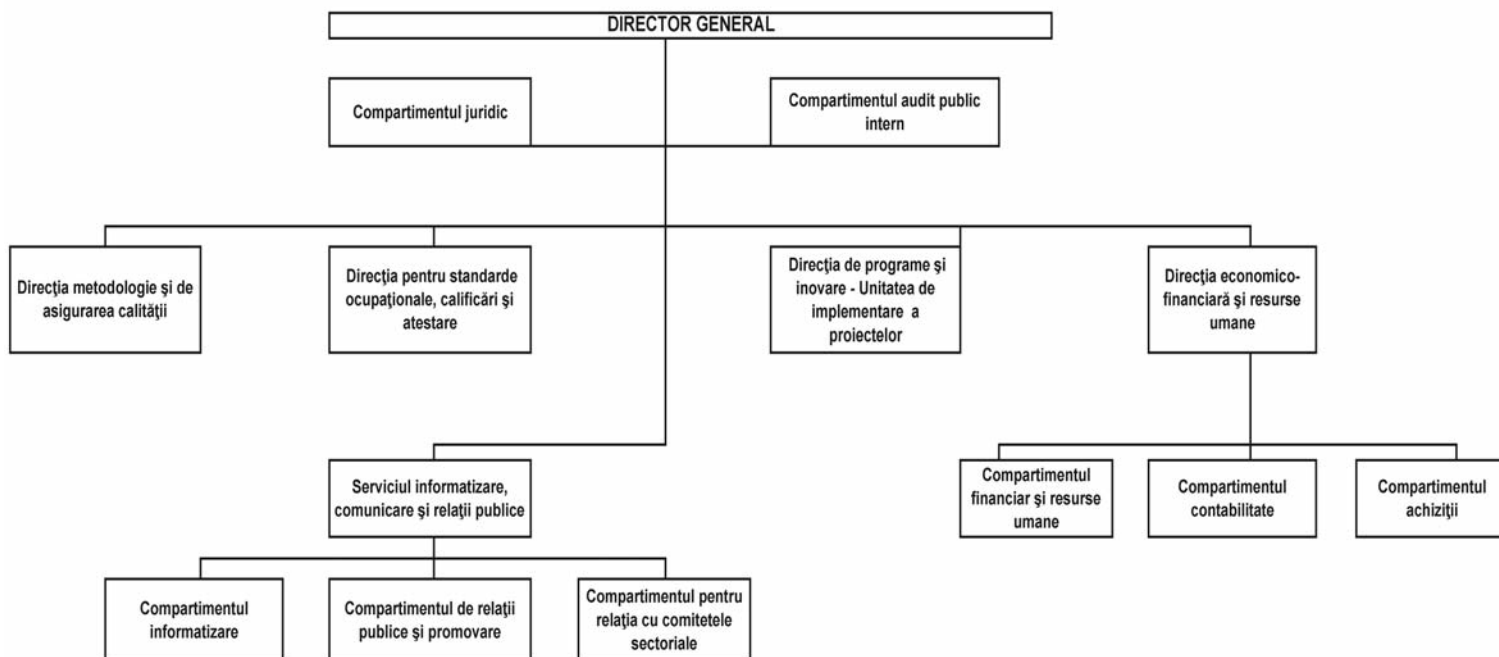 DIRECTOR GENERAL
Compartimentul juridic
Compartimentul audit public
intern
Direcţia metodologie şi de
asigurarea calităţii
Direcţia pentru standarde
ocupaţionale, calificări şi
atestare
Direcţia de programe şi
inovare - Unitatea de
implementare a
proiectelor
Direcţia economico-
financiară şi resurse
umane
Serviciul informatizare,
comunicare şi relaţii publice
Compartimentul
financiar şi resurse
umane
Compartimentul
contabilitate
Compartimentul
achiziţii
Compartimentul
informatizare
Compartimentul de relaţii
publice şi promovare
Compartimentul pentru
relaţia cu comitetele
sectoriale